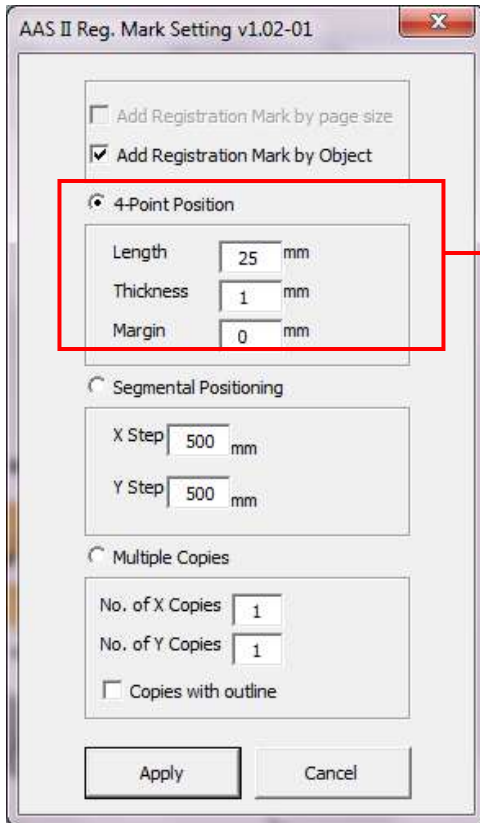 AAS II Reg. Mark Setting v1.02-01
Add Registration Mark by page size
Add Registration Mark by Object
4-Point Position
Length 25 mm
Thickness 1 mm
Margin 0 mm
Segmental Positioning
X Step 500 mm
Y Step 500 mm
Multiple Copies
No. of X Copies 1
No. of Y Copies 1
Copies with outline
Apply Cancel